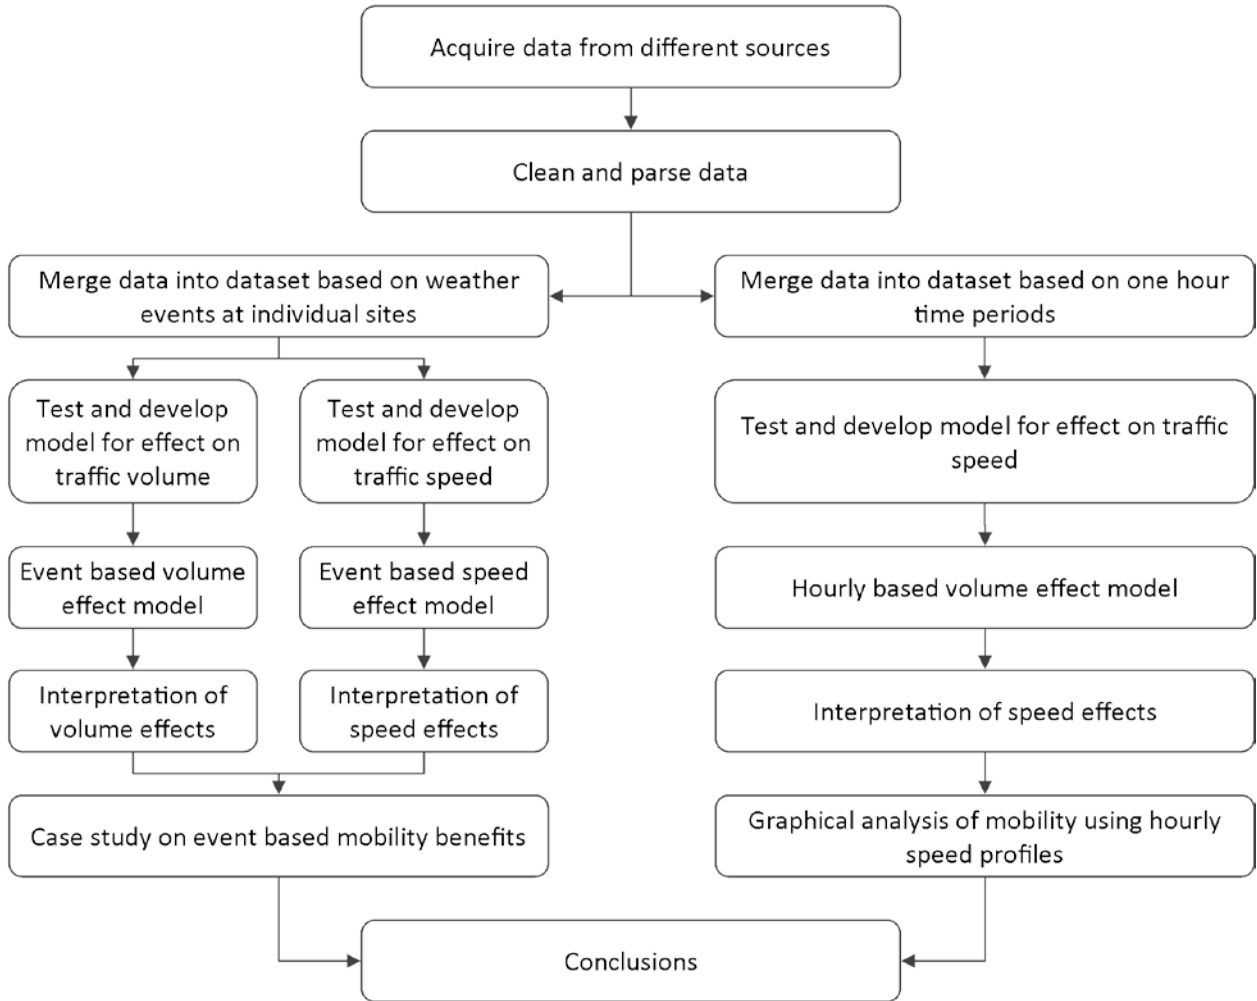 Acquire data from different sources
Clean and parse data
Merge data into dataset based on weather
events at individual sites
Merge data into dataset based on one hour
time periods
Test and develop
model for effect on
traffic volume
Test and develop
model for effect on
traffic speed
Test and develop model for effect on traffic
speed
Event based volume
effect model
Event based speed
effect model
Hourly based volume effect model
Interpretation of
volume effects
Interpretation of
speed effects
Interpretation of speed effects
Case study on event based mobility benefits
Graphical analysis of mobility using hourly
speed profiles
Conclusions